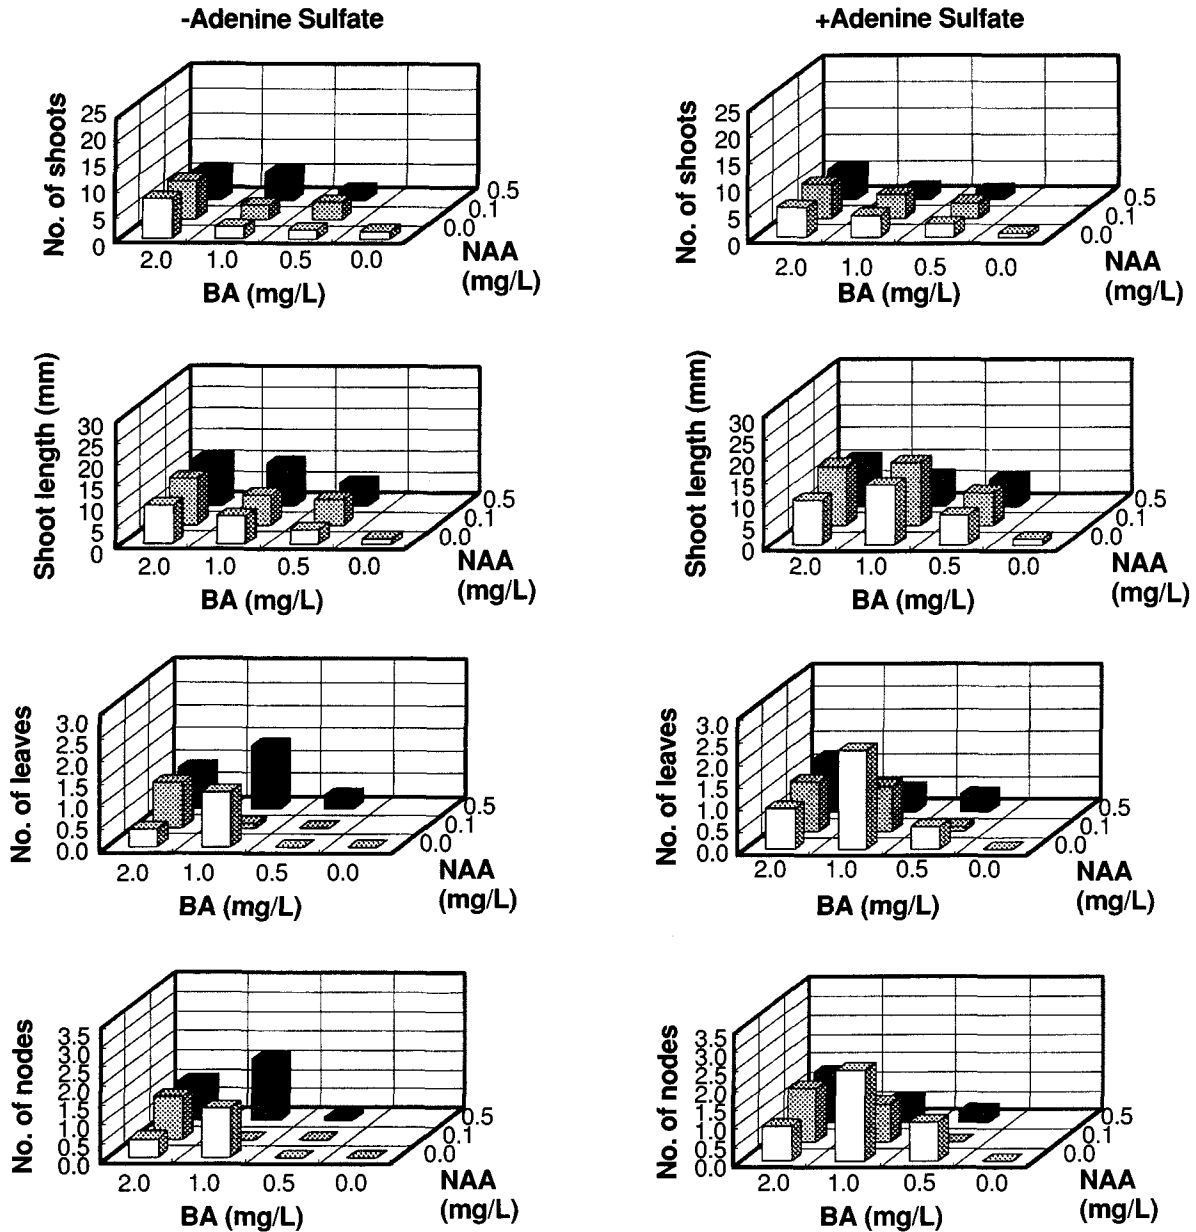 -Adenine Sulfate
+Adenine Sulfate
No. of shoots
25
20
15
10
5
0
2.0 1.0 0.5 0.0
BA (mg/L)
0.5
0.1
0.0
NAA
(mg/L)
No. of shoots
25
20
15
10
5
0
2.0 1.0 0.5 0.0
BA (mg/L)
0.5
0.1
0.0
NAA
(mg/L)
Shoot length (mm)
30
25
20
15
10
5
0
2.0 1.0 0.5 0.0
BA (mg/L)
0.5
0.1
0.0
NAA
(mg/L)
Shoot length (mm)
30
25
20
15
10
5
0
2.0 1.0 0.5 0.0
BA (mg/L)
0.5
0.1
0.0
NAA
(mg/L)
No. of leaves
3.0
2.5
2.0
1.5
1.0
0.5
0.0
2.0 1.0 0.5 0.0
BA (mg/L)
0.5
0.1
0.0
NAA
(mg/L)
No. of leaves
3.0
2.5
2.0
1.5
1.0
0.5
0.0
2.0 1.0 0.5 0.0
BA (mg/L)
0.5
0.1
0.0
NAA
(mg/L)
No. of nodes
3.5
3.0
2.5
2.0
1.5
1.0
0.5
0.0
2.0 1.0 0.5 0.0
BA (mg/L)
0.5
0.1
0.0
NAA
(mg/L)
No. of nodes
3.5
3.0
2.5
2.0
1.5
1.0
0.5
0.0
2.0 1.0 0.5 0.0
BA (mg/L)
0.5
0.1
0.0
NAA
(mg/L)